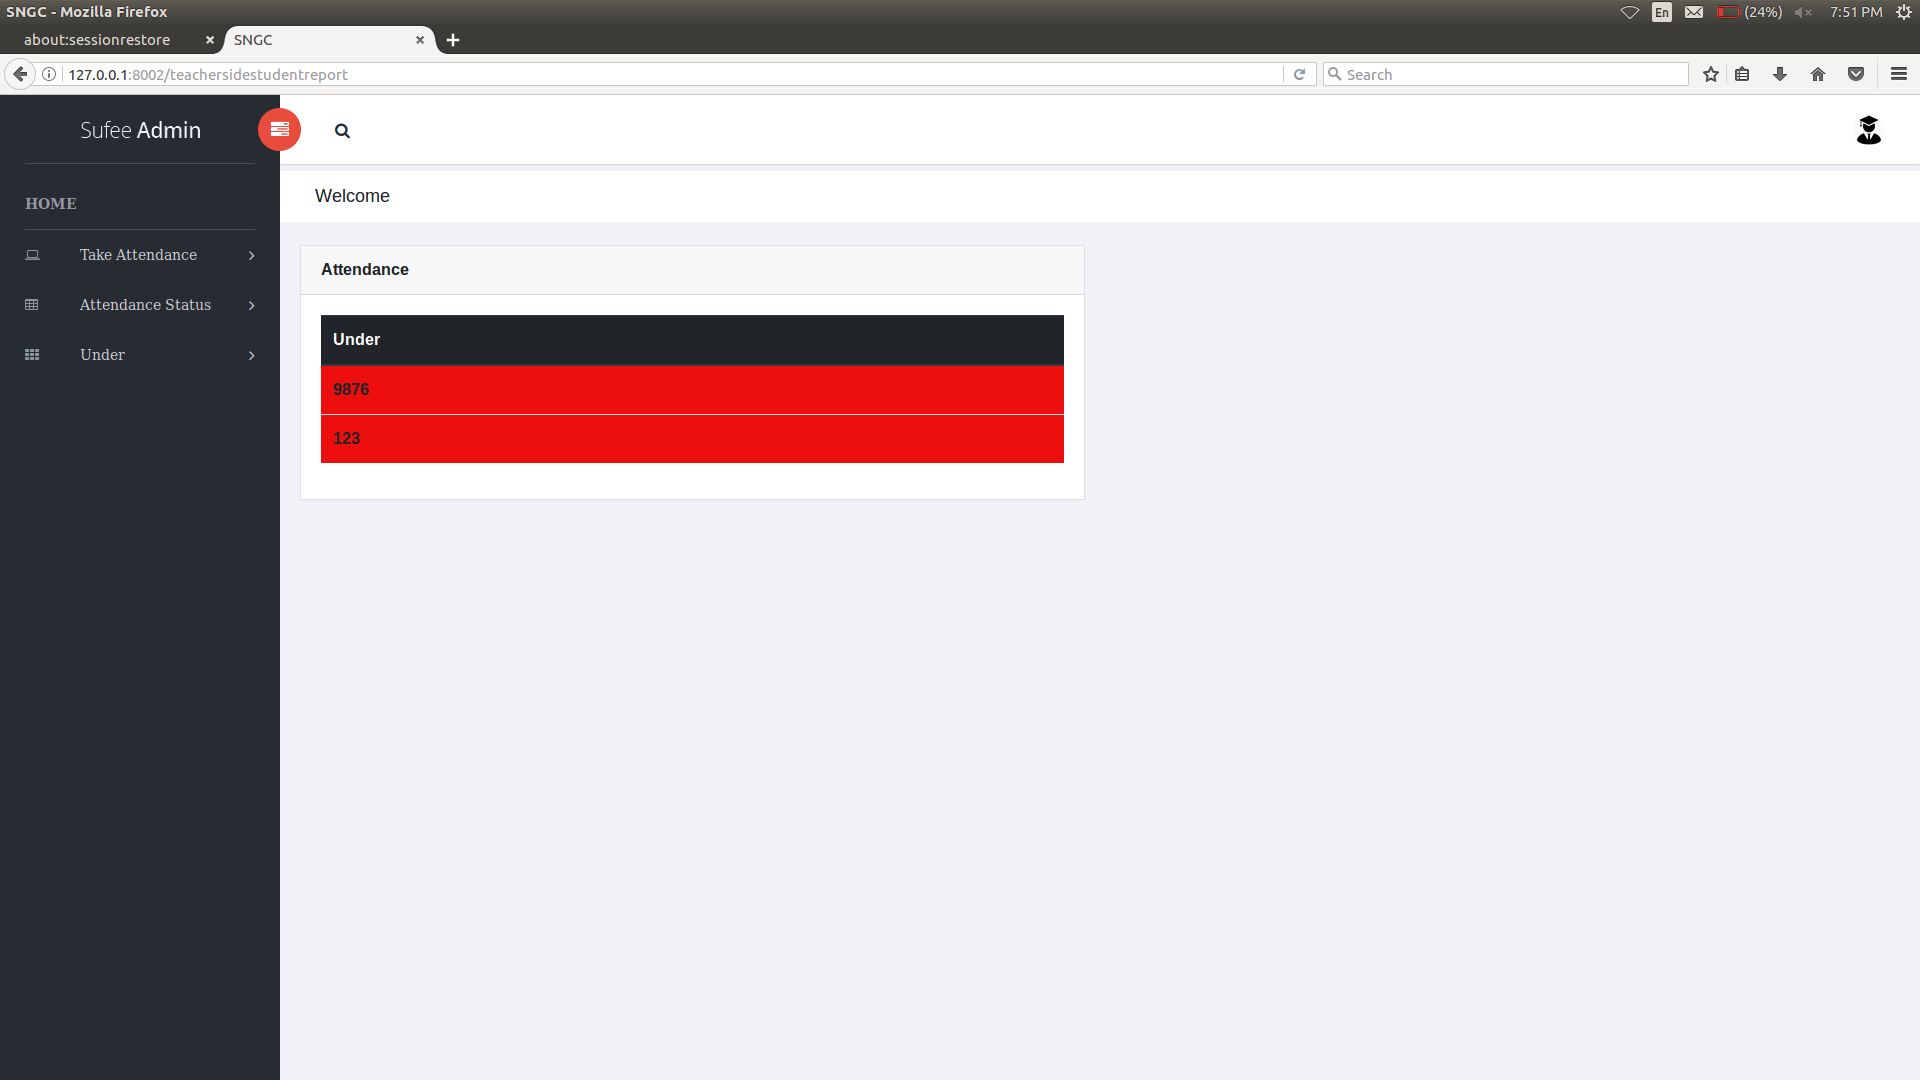 SNGC - Mozilla Firefox
En
(24%)
7:51 PM
about:sessionrestore
SNGC
127.0.0.1:8002/teachersidestudentreport
Search
Sufee Admin
Welcome
HOME
Take Attendance
Attendance Status
Under
Attendance
Under
9876
123